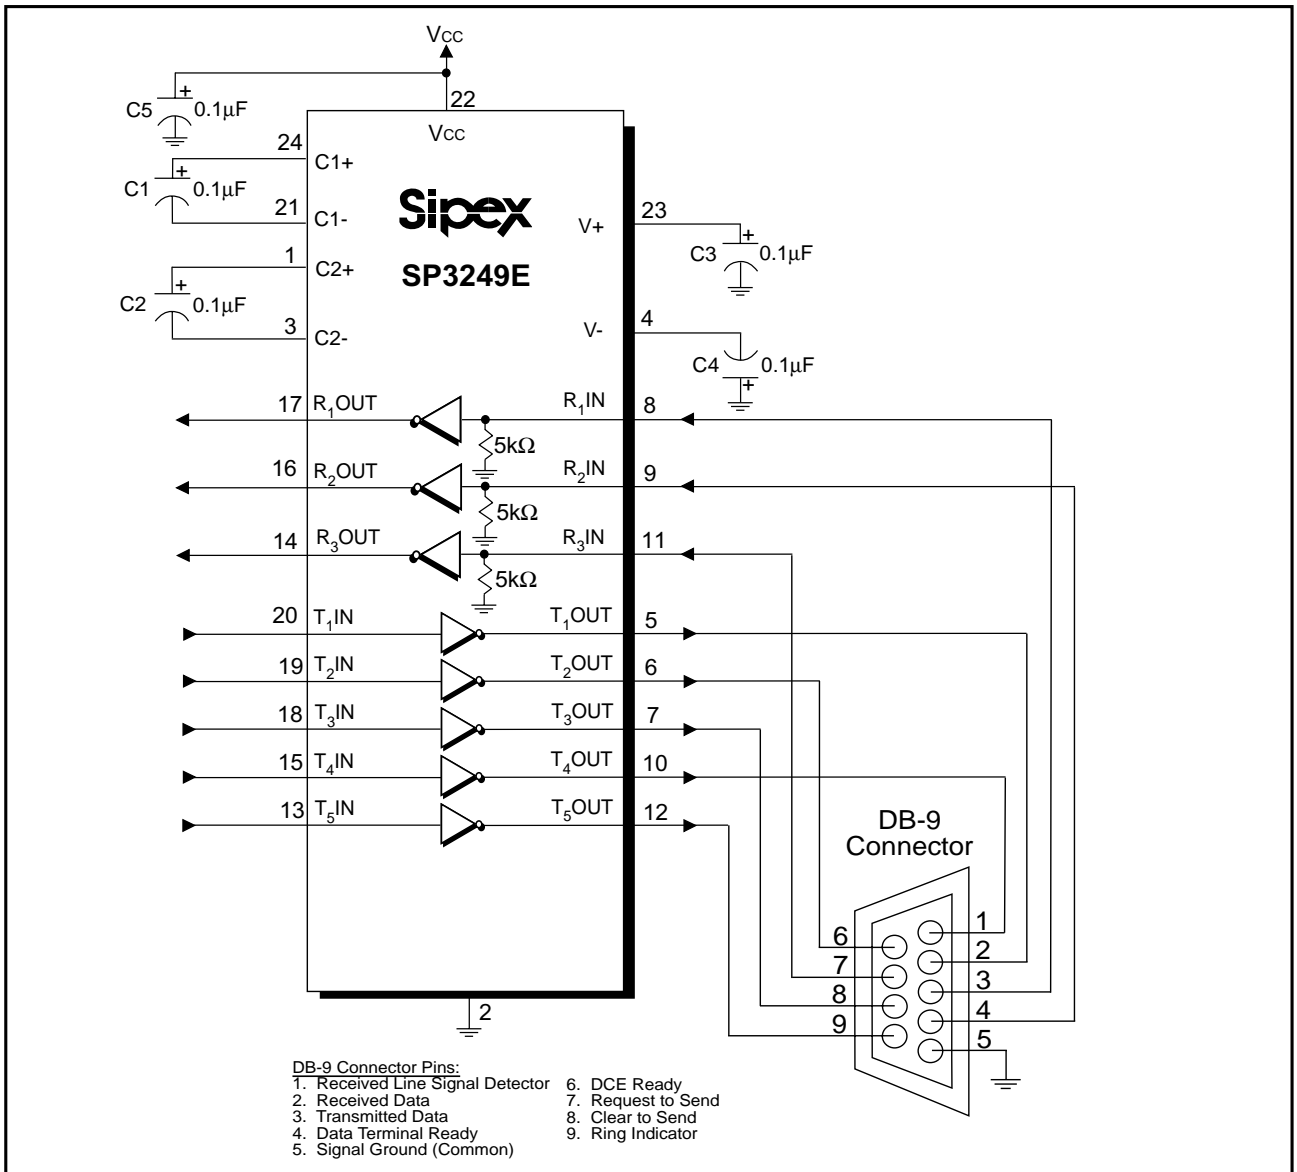 VCC
22
VCC
C5
+
0.1µF
24
C1+
C1
+
0.1µF
21
C1-
1
C2+
C2
+
0.1µF
3
C2-
Sipex
SP3249E
V+
23
C3
+
0.1µF
V-
4
C4
0.1µF
+
17
R1OUT
R1IN
8
5kΩ
16
R2OUT
R2IN
9
5kΩ
14
R3OUT
R3IN
11
5kΩ
20
T1IN
T1OUT
5
19
T2IN
T2OUT
6
18
T3IN
T3OUT
7
15
T4IN
T4OUT
10
13
T5IN
T5OUT
12
DB-9
Connector
1
6
2
7
3
8
4
9
5
2
DB-9 Connector Pins:
1. Received Line Signal Detector
2. Received Data
3. Transmitted Data
4. Data Terminal Ready
5. Signal Ground (Common)
6. DCE Ready
7. Request to Send
8. Clear to Send
9. Ring Indicator